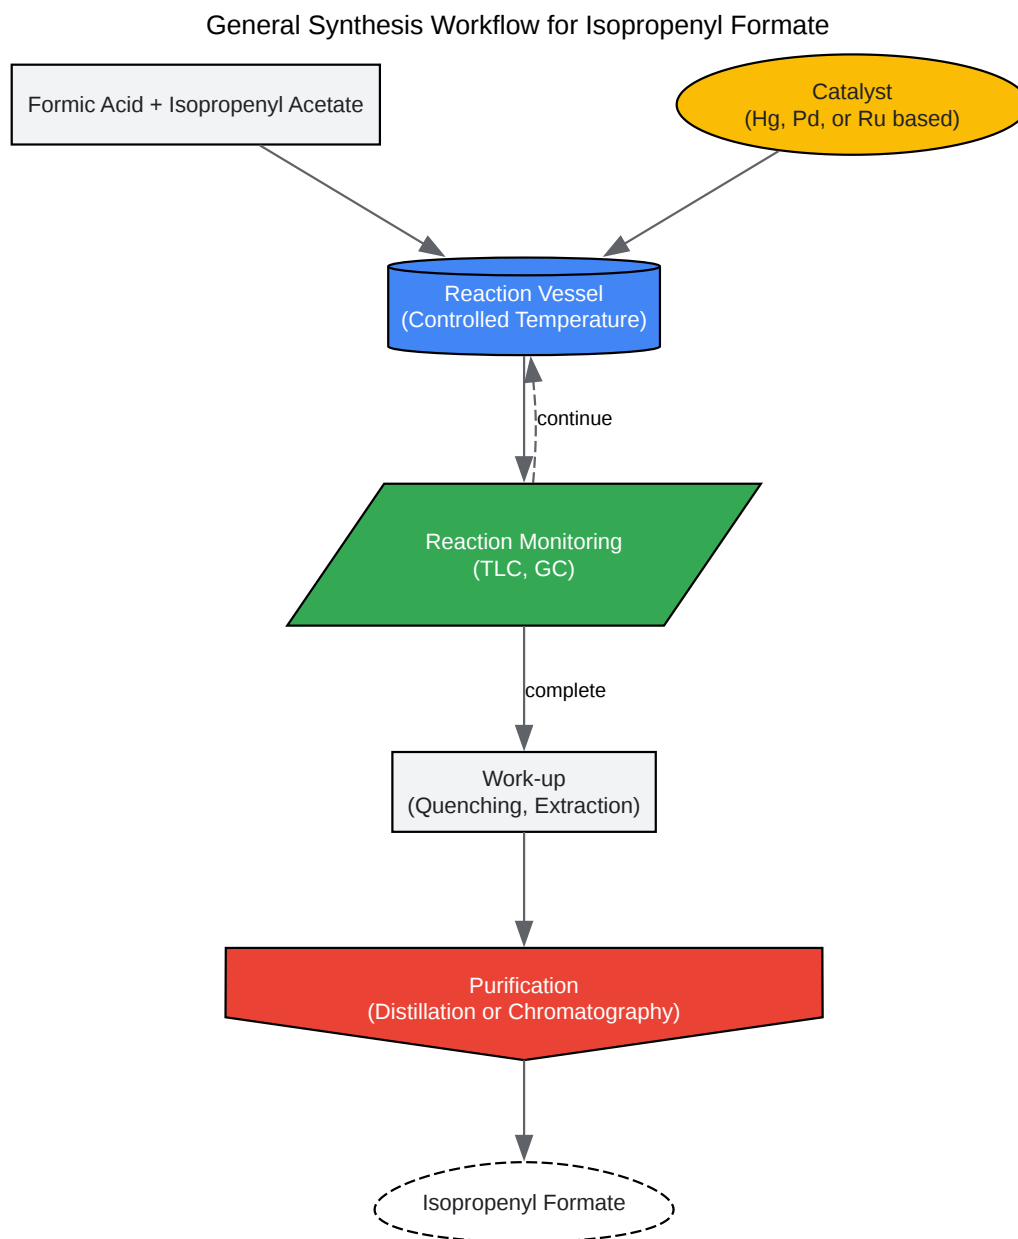 General Synthesis Workflow for Isopropenyl Formate
Formic Acid + Isopropenyl Acetate
Catalyst
(Hg, Pd, or Ru based)
Reaction Vessel
(Controlled Temperature)
continue
Reaction Monitoring
(TLC, GC)
complete
Work-up
(Quenching, Extraction)
Purification
(Distillation or Chromatography)
Isopropenyl Formate